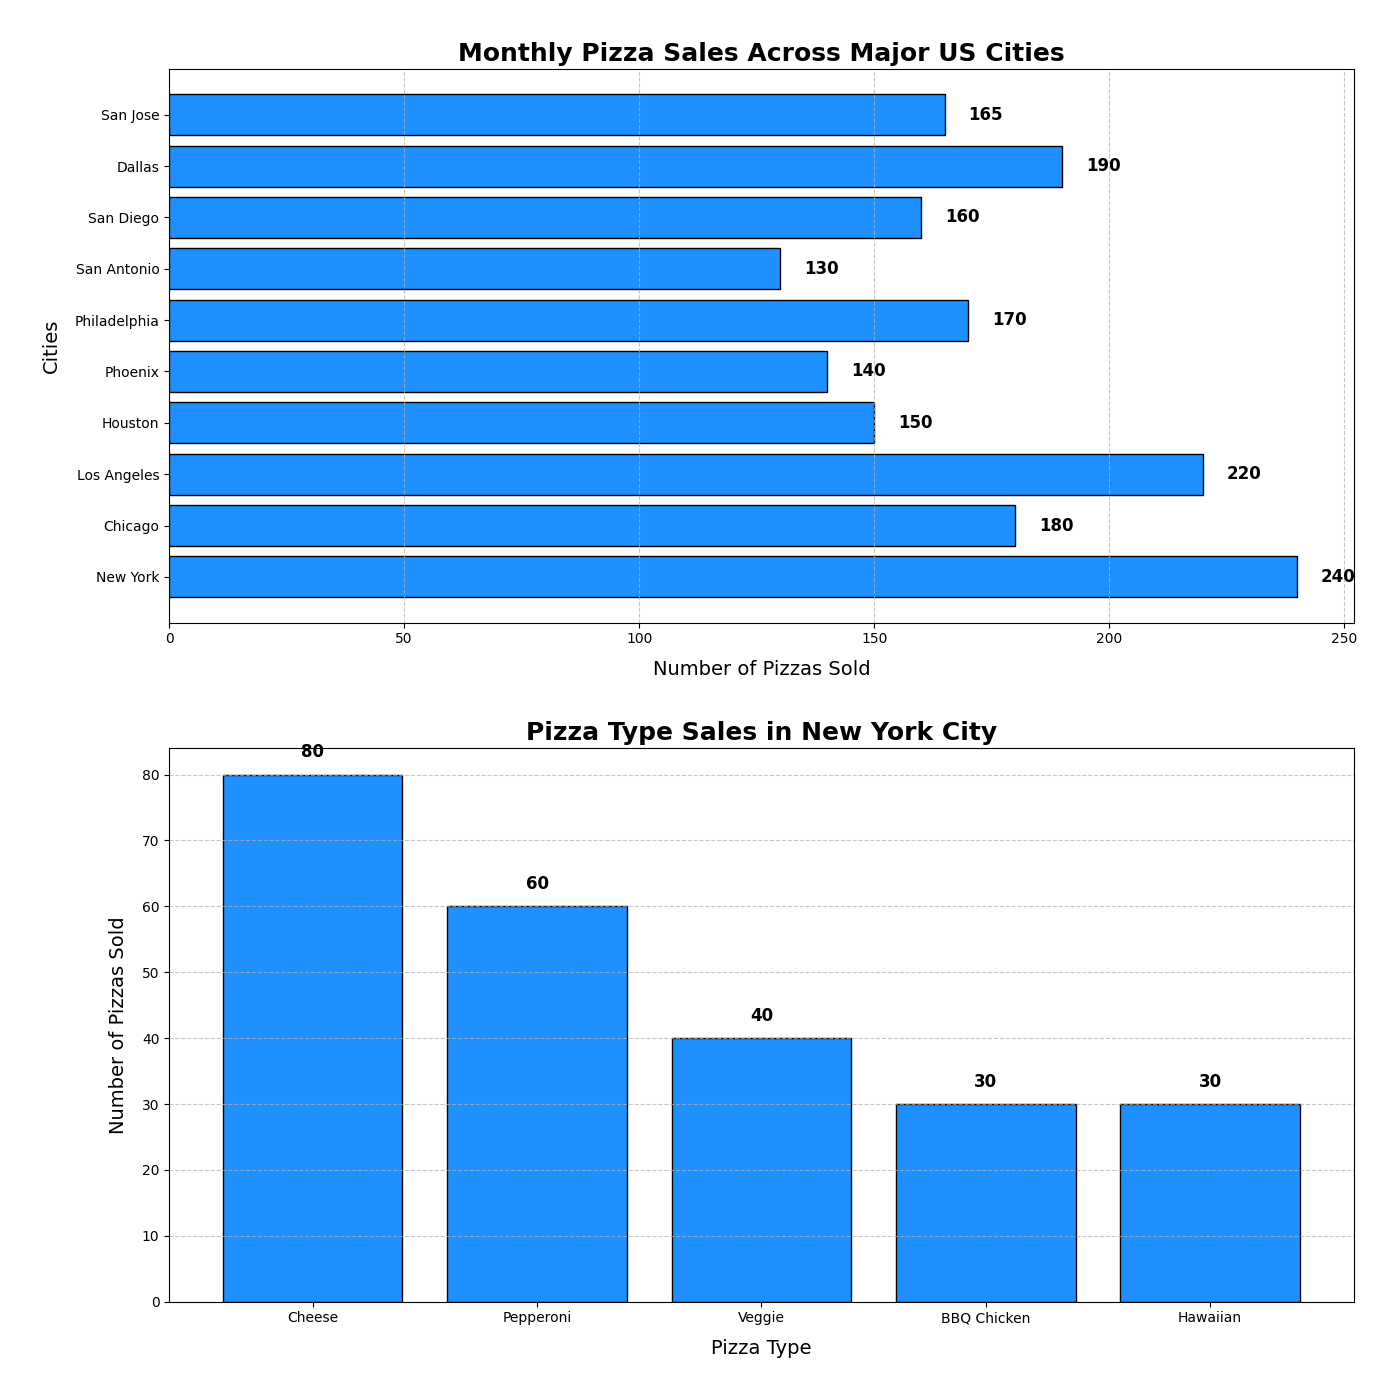 Monthly Pizza Sales Across Major US Cities
Cities
San Jose 165
Dallas 190
San Diego 160
San Antonio 130
Philadelphia 170
Phoenix 140
Houston 150
Los Angeles 220
Chicago 180
New York 240
0 50 100 150 200 250
Number of Pizzas Sold
Pizza Type Sales in New York City
Number of Pizzas Sold
80
80
70
60
60
50
40
40
30
30 30
20
10
0
Cheese Pepperoni Veggie BBQ Chicken Hawaiian
Pizza Type